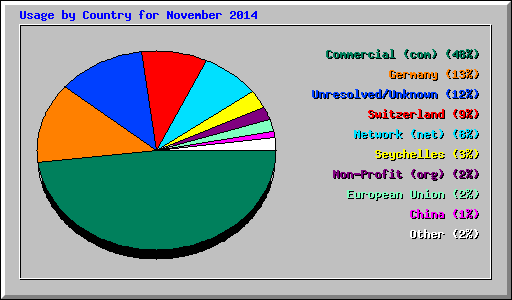 Usage by Country for November 2014
Commercial (com) (48%)
Germany (13%)
Unresolved/Unknown (12%)
Switzerland (9%)
Network (net) (8%)
Seychelles (3%)
Non-Profit (org) (2%)
European Union (2%)
China (1%)
Other (2%)